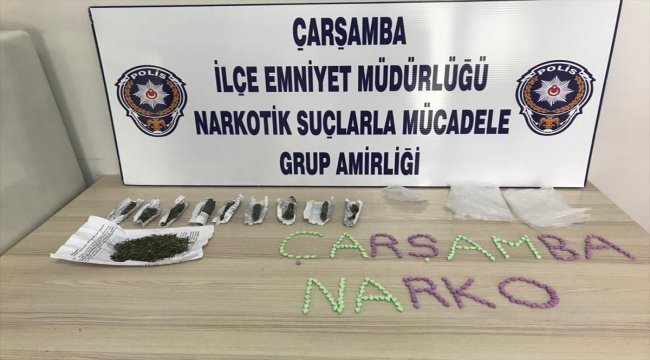 ÇARŞAMBA
İLÇE EMNİYET MÜDÜRLÜĞÜ
NARKOTİK SUÇLARLA MÜCADELE
GRUP AMİRLİĞİ
POLİS
POLİS
ÇARŞAMBA
NARKO